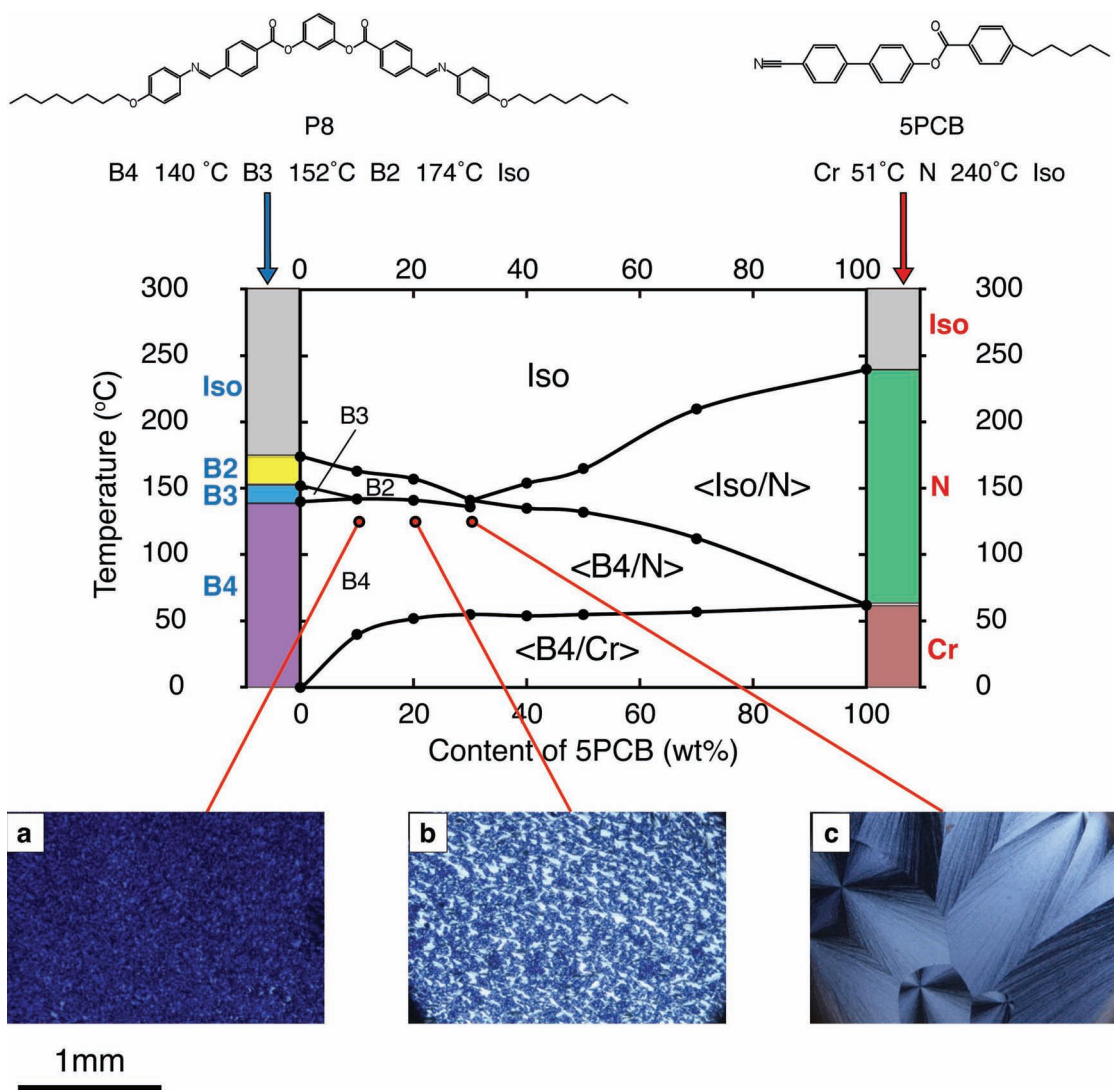 O O O O
N N
O O
P8
N O O
5PCB
B4 140 °C B3 152°C B2 174°C Iso
Cr 51°C N 240°C Iso
0 20 40 60 80 100
300 300
Iso
250 250
Iso
Iso
200 200
B3
B2
B2
150 150
<Iso/N>
N
B3
Temperature (°C)
100 100
<B4/N>
B4
B4
50 50
<B4/Cr>
Cr
0 0
0 20 40 60 80 100
Content of 5PCB (wt%)
a b c
1mm